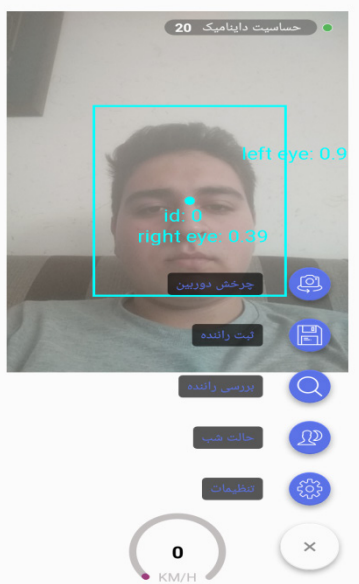 حساسیت داینامیک 20
left eye: 0.9
id: 0
right eye: 0.39
چرخش دوربین
ثبت راننده
بررسی راننده
حالت شب
تنظیمات
0
KM/H